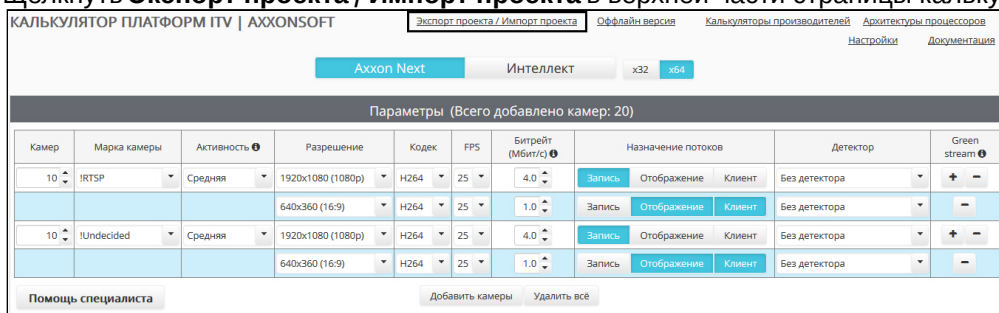 щелкнуть Экспорт проекта / Импорт проекта в верхней части страницы кальку
КАЛЬКУЛЯТОР ПЛАТФОРМ ITV | AXXONSOFT
Экспорт проекта / Импорт проекта Оффлайн версия Калькуляторы производителей Архитектуры процессоров
Настройки Документация
Axxon Next Интеллект x32 x64
Параметры (Всего добавлено камер: 20)
Камер Марка камеры Активность Разрешение Кодек FPS Битрейт (Мбит/с) Назначение потоков Детектор Green stream
10 !RTSP Средняя 1920x1080 (1080p) H264 25 4.0 Запись Отображение Клиент Без детектора + −
640x360 (16:9) H264 25 1.0 Запись Отображение Клиент Без детектора −
10 !Undecided Средняя 1920x1080 (1080p) H264 25 4.0 Запись Отображение Клиент Без детектора + −
640x360 (16:9) H264 25 1.0 Запись Отображение Клиент Без детектора −
Помощь специалиста Добавить камеры Удалить всё